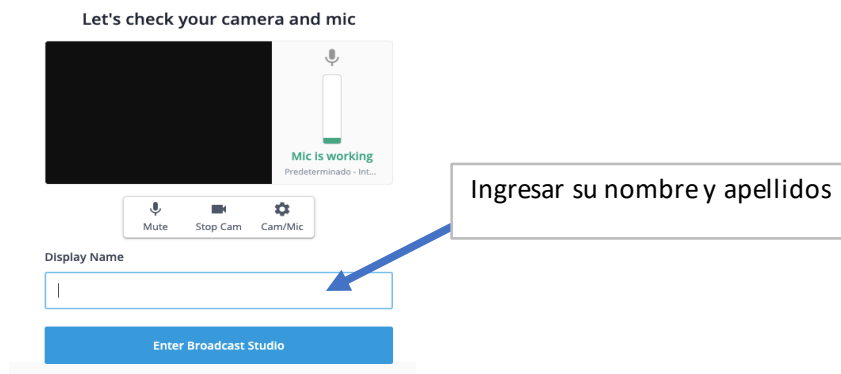 Let's check your camera and mic
Mic is working
Predeterminado - Int...
Ingresar su nombre y apellidos
Mute Stop Cam Cam/Mic
Display Name
Enter Broadcast Studio